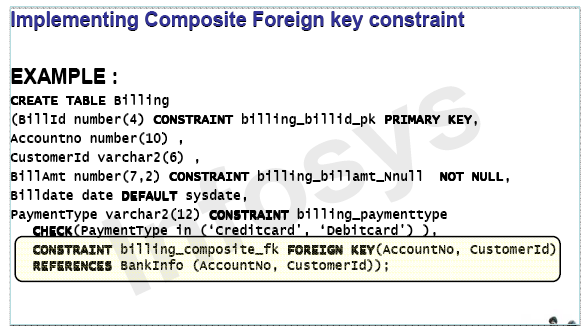 Implementing Composite Foreign key constraint
EXAMPLE :
CREATE TABLE Billing
(BillId number(4) CONSTRAINT billing_billid_pk PRIMARY KEY,
Accountno number(10) ,
CustomerId varchar2(6) ,
BillAmt number(7,2) CONSTRAINT billing_billamt_Nnull NOT NULL,
Billdate date DEFAULT sysdate,
PaymentType varchar2(12) CONSTRAINT billing_paymenttype
CHECK(PaymentType in (‘Creditcard’, ‘Debitcard’) ),
CONSTRAINT billing_composite_fk FOREIGN KEY(AccountNo, CustomerId)
REFERENCES BankInfo (AccountNo, CustomerId));
Infosys